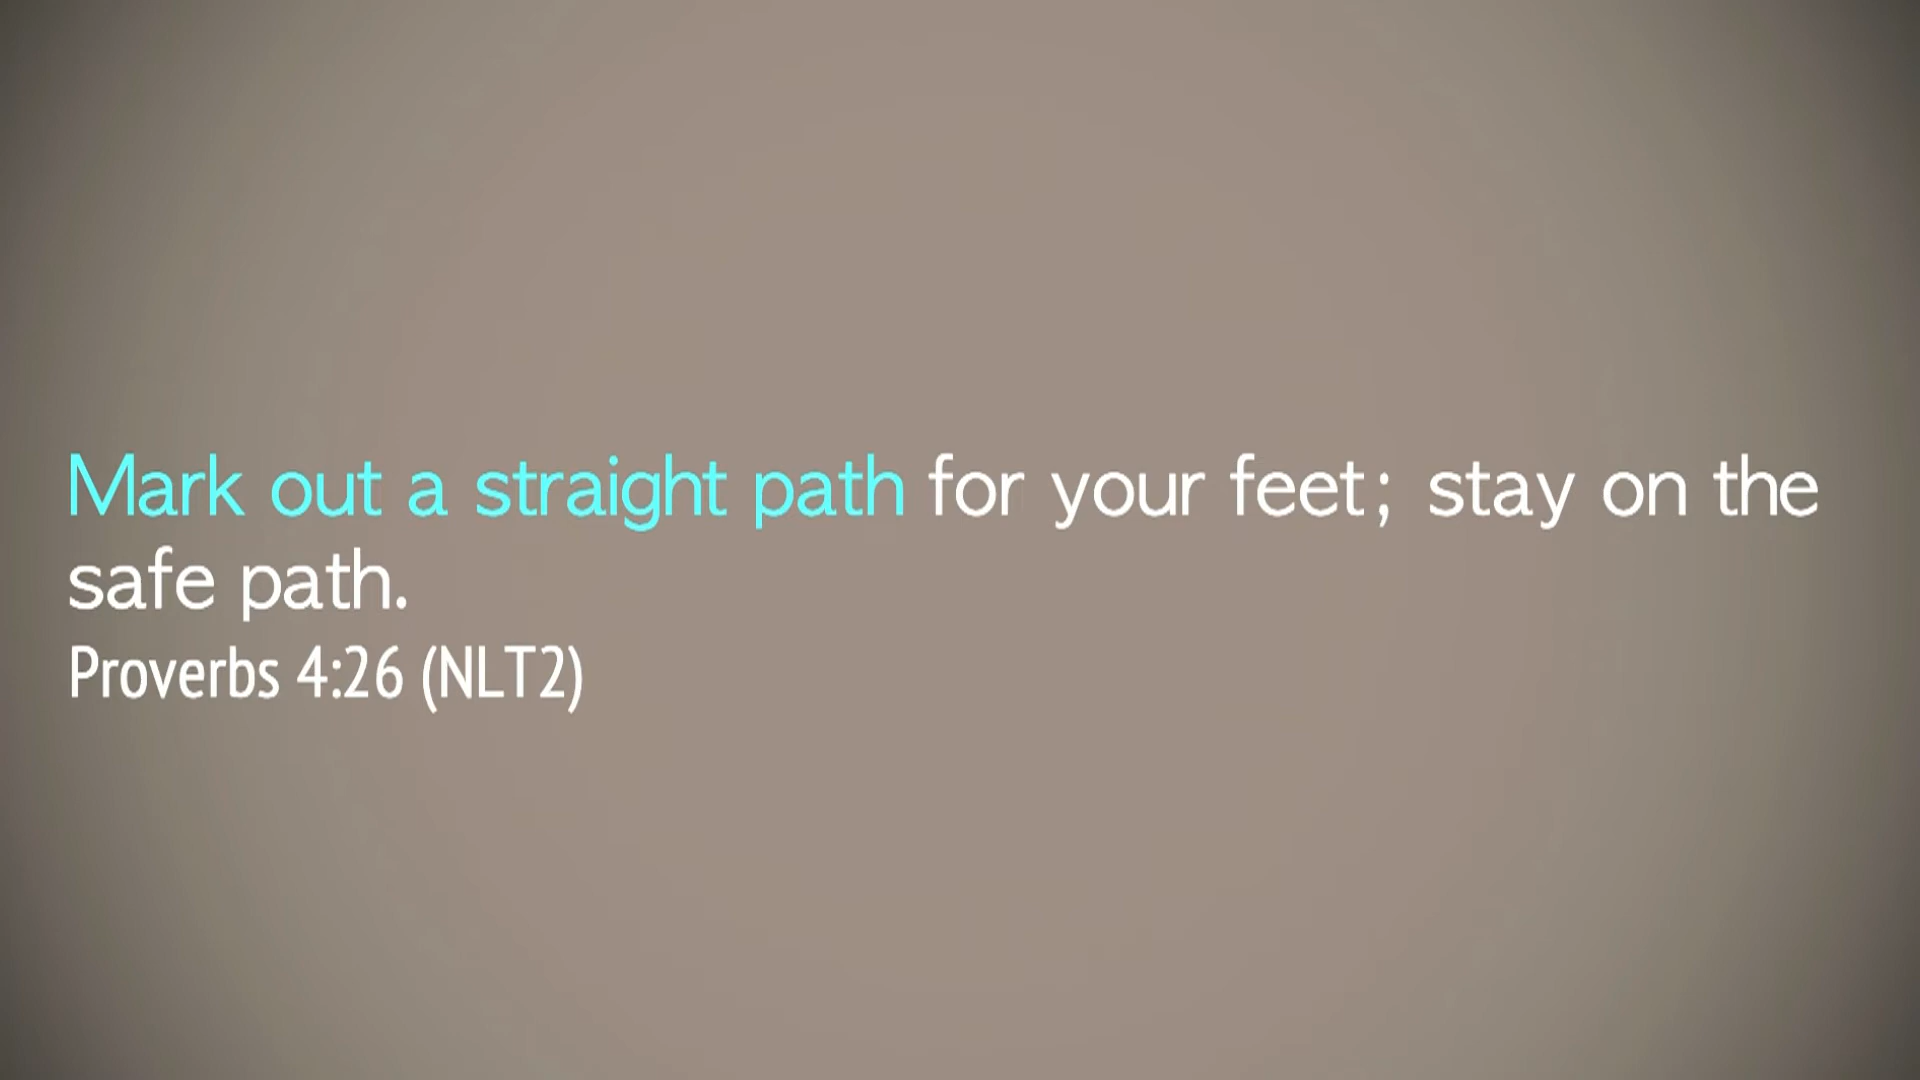 Mark out a straight path for your feet; stay on the
safe path.
Proverbs 4:26 (NLT2)